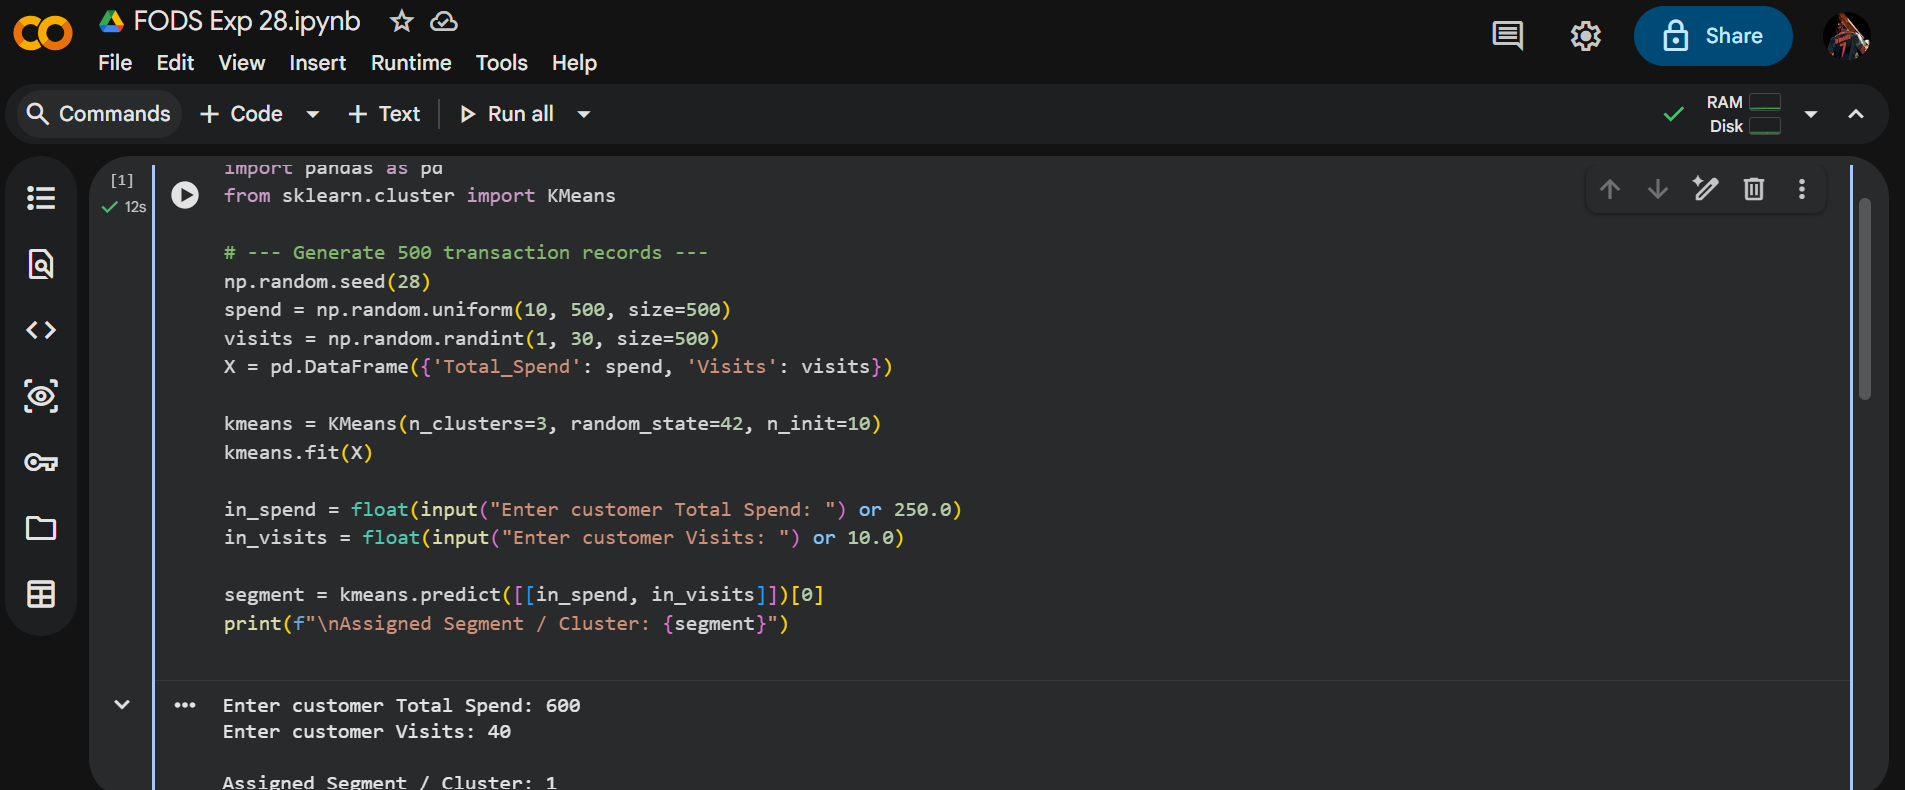 FODS Exp 28.ipynb
File Edit View Insert Runtime Tools Help
Share
Commands + Code + Text Run all
RAM
Disk
[1]
12s
import pandas as pd
from sklearn.cluster import KMeans
# --- Generate 500 transaction records ---
np.random.seed(28)
spend = np.random.uniform(10, 500, size=500)
visits = np.random.randint(1, 30, size=500)
X = pd.DataFrame({'Total_Spend': spend, 'Visits': visits})
kmeans = KMeans(n_clusters=3, random_state=42, n_init=10)
kmeans.fit(X)
in_spend = float(input("Enter customer Total Spend: ") or 250.0)
in_visits = float(input("Enter customer Visits: ") or 10.0)
segment = kmeans.predict([[in_spend, in_visits]])[0]
print(f"\nAssigned Segment / Cluster: {segment}")
Enter customer Total Spend: 600
Enter customer Visits: 40
Assigned Segment / Cluster: 1